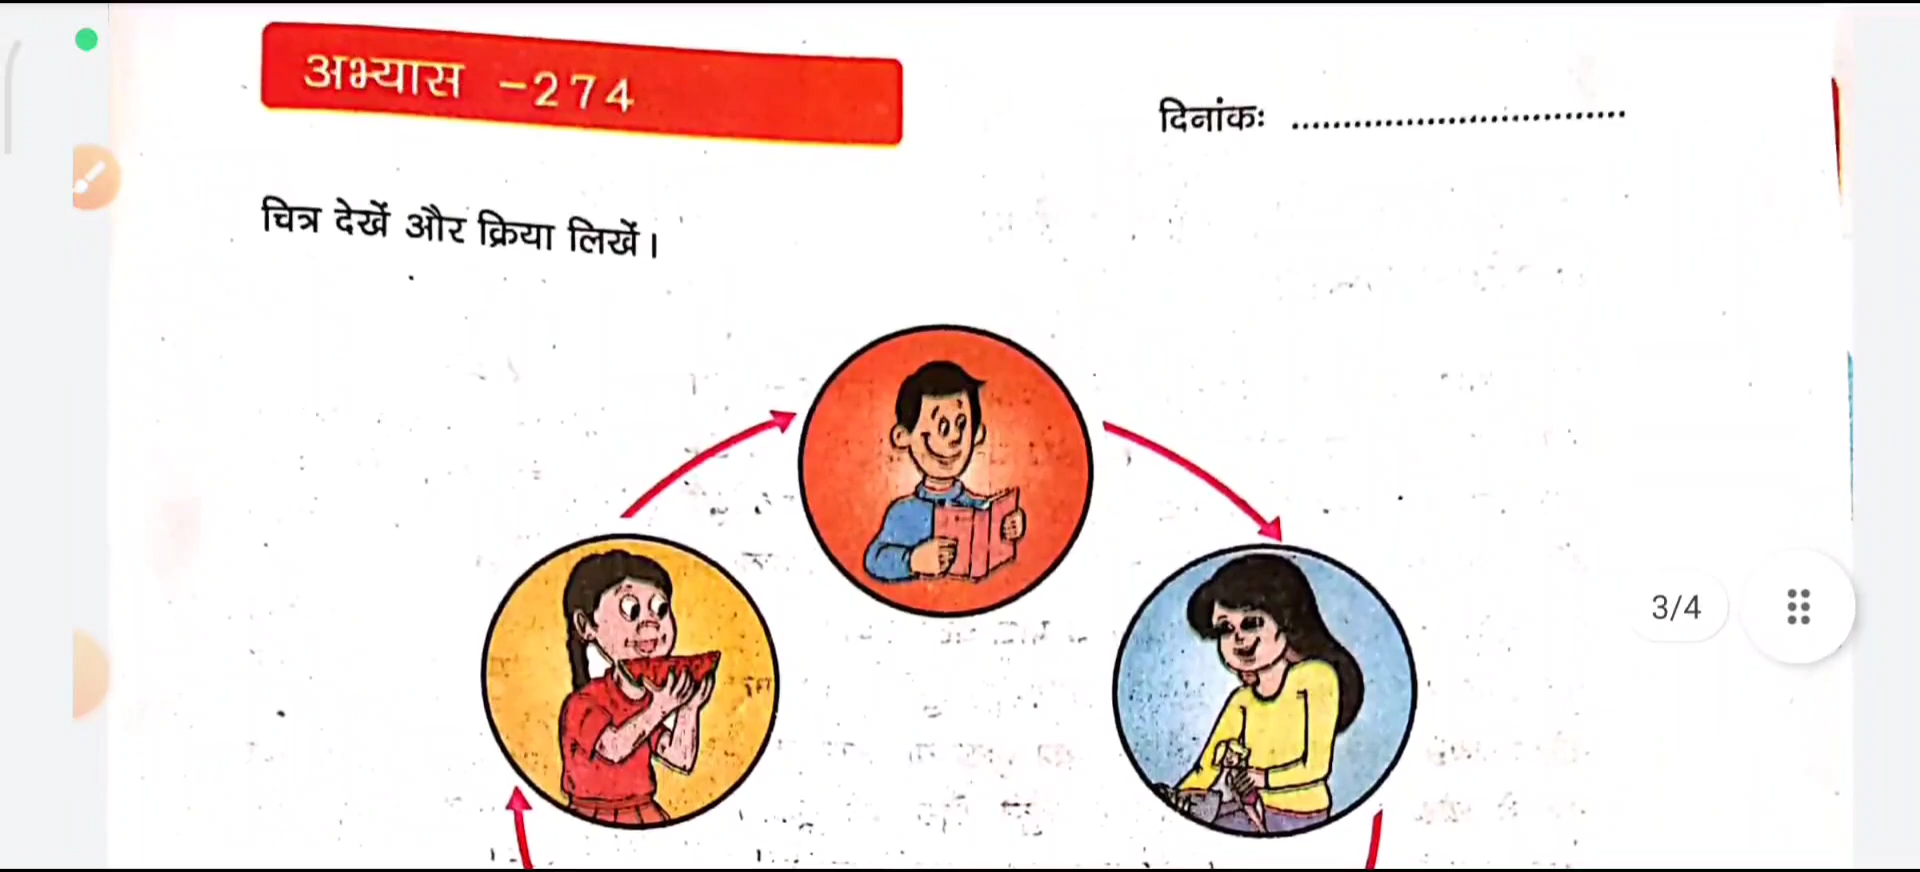 अभ्यास -274
दिनांकः ................................
चित्र देखें और क्रिया लिखें।
3/4